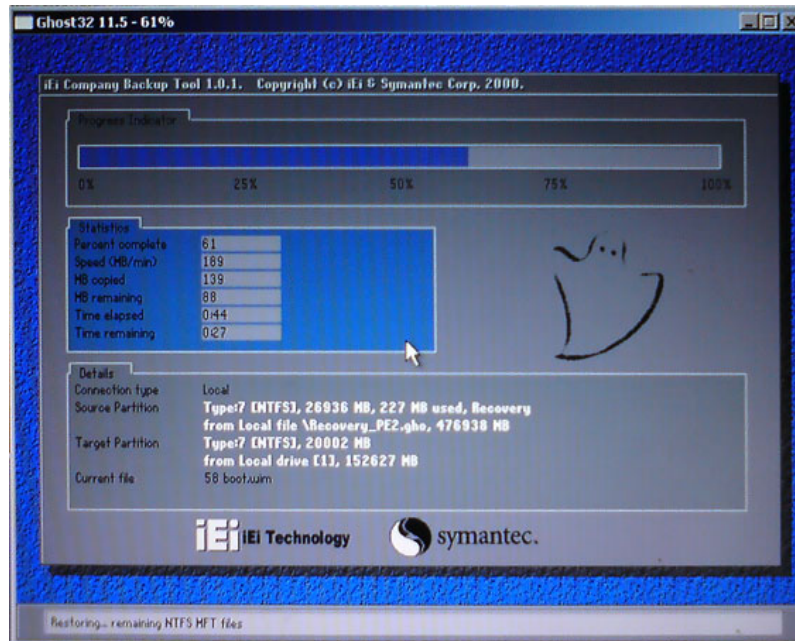 Ghost32 11.5 - 61%
iEi Company Backup Tool 1.0.1. Copyright (c) iEi & Symantec Corp. 2000.
Progress Indicator
0% 25% 50% 75% 100%
Statistics
Percent complete 61
Speed (MB/min) 189
MB copied 139
MB remaining 88
Time elapsed 0:44
Time remaining 0:27
Details
Connection type Local
Source Partition Type:7 [NTFS], 26936 MB, 227 MB used, Recovery
from Local file \Recovery_PE2.gho, 476938 MB
Target Partition Type:7 [NTFS], 20002 MB
from Local drive [1], 152627 MB
Current file 58 boot.wim
iEi iEi Technology symantec.
Restoring... remaining NTFS MFT files